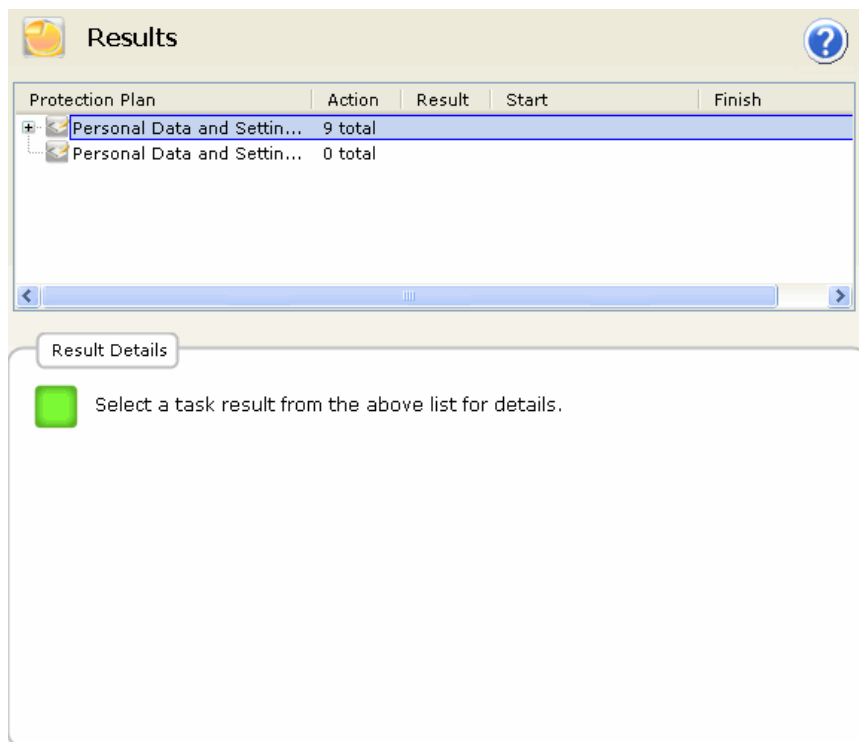 Results
?
Protection Plan Action Result Start Finish
Personal Data and Settin... 9 total
Personal Data and Settin... 0 total
Result Details
Select a task result from the above list for details.